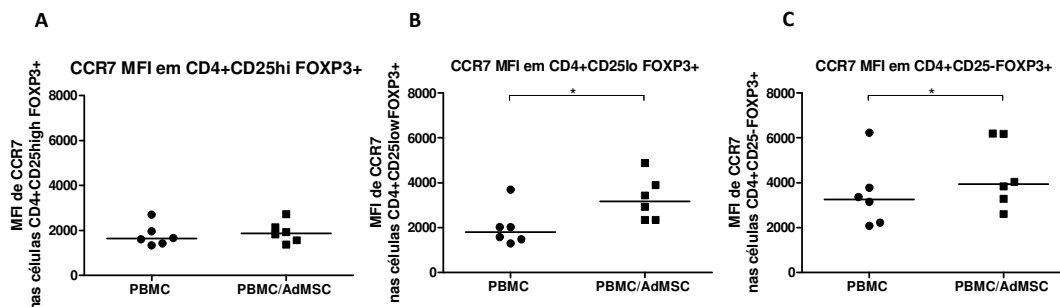 A
CCR7 MFI em CD4+CD25hi FOXP3+
MFI de CCR7
nas células CD4+CD25high FOXP3+
8000
6000
4000
2000
0
PBMC
PBMC/AdMSC
B
CCR7 MFI em CD4+CD25lo FOXP3+
MFI de CCR7
nas células CD4+CD25lowFOXP3+
8000
6000
4000
2000
0
*
PBMC
PBMC/AdMSC
C
CCR7 MFI em CD4+CD25-FOXP3+
MFI de CCR7
nas células CD4+CD25-FOXP3+
8000
6000
4000
2000
0
*
PBMC
PBMC/AdMSC